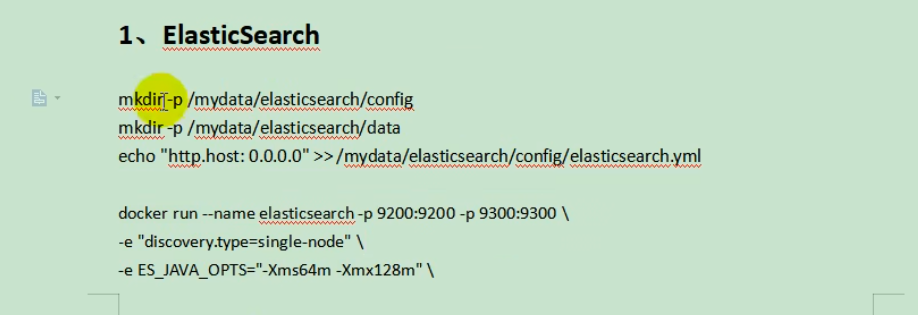 1、ElasticSearch
mkdir -p /mydata/elasticsearch/config
mkdir -p /mydata/elasticsearch/data
echo "http.host: 0.0.0.0" >> /mydata/elasticsearch/config/elasticsearch.yml
docker run --name elasticsearch -p 9200:9200 -p 9300:9300 \
-e "discovery.type=single-node" \
-e ES_JAVA_OPTS="-Xms64m -Xmx128m" \